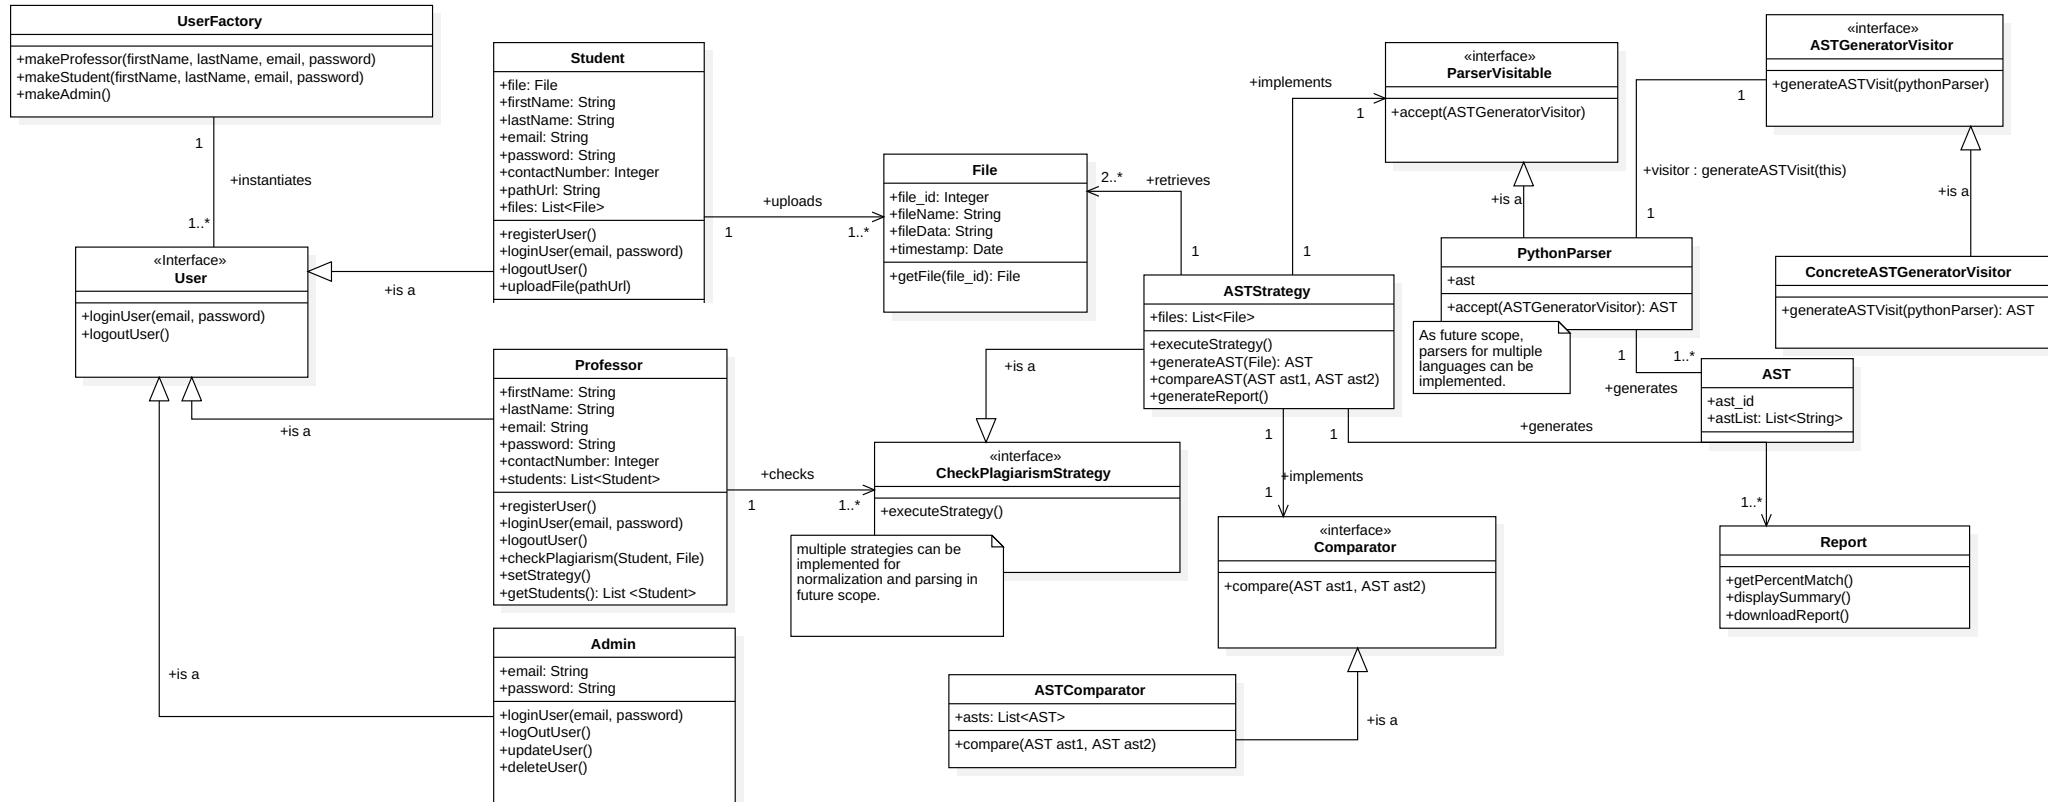 UserFactory
+makeProfessor(firstName, lastName, email, password)
+makeStudent(firstName, lastName, email, password)
+makeAdmin()
1
+instantiates
1..*
«Interface»
User
+loginUser(email, password)
+logoutUser()
+is a
+is a
+is a
Student
+file: File
+firstName: String
+lastName: String
+email: String
+password: String
+contactNumber: Integer
+pathUrl: String
+files: List<File>
+registerUser()
+loginUser(email, password)
+logoutUser()
+uploadFile(pathUrl)
+uploads
1
1..*
Professor
+firstName: String
+lastName: String
+email: String
+password: String
+contactNumber: Integer
+students: List<Student>
+registerUser()
+loginUser(email, password)
+logoutUser()
+checkPlagiarism(Student, File)
+setStrategy()
+getStudents(): List <Student>
+checks
1
1..*
Admin
+email: String
+password: String
+loginUser(email, password)
+logOutUser()
+updateUser()
+deleteUser()
File
+file_id: Integer
+fileName: String
+fileData: String
+timestamp: Date
+getFile(file_id): File
2..*
+retrieves
1
+implements
1
1
ASTStrategy
+files: List<File>
+executeStrategy()
+generateAST(File): AST
+compareAST(AST ast1, AST ast2)
+generateReport()
+is a
«interface»
CheckPlagiarismStrategy
+executeStrategy()
multiple strategies can be
implemented for
normalization and parsing in
future scope.
1
+implements
1
1
+generates
1..*
«interface»
Comparator
+compare(AST ast1, AST ast2)
ASTComparator
+asts: List<AST>
+compare(AST ast1, AST ast2)
+is a
«interface»
ParserVisitable
+accept(ASTGeneratorVisitor)
+is a
PythonParser
+ast
+accept(ASTGeneratorVisitor): AST
As future scope,
parsers for multiple
languages can be
implemented.
1
1..*
+generates
AST
+ast_id
+astList: List<String>
Report
+getPercentMatch()
+displaySummary()
+downloadReport()
«interface»
ASTGeneratorVisitor
+generateASTVisit(pythonParser)
1
+visitor : generateASTVisit(this)
1
+is a
ConcreteASTGeneratorVisitor
+generateASTVisit(pythonParser): AST